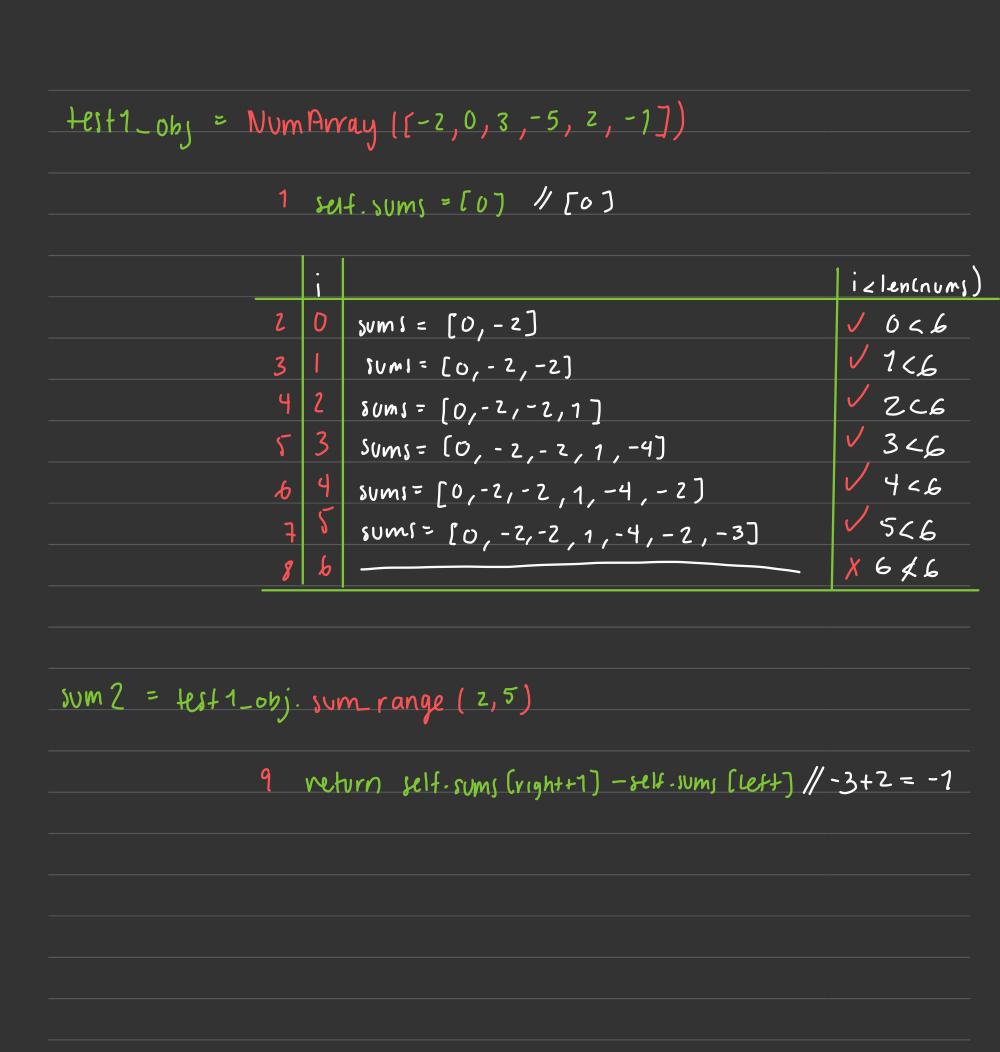 test1_obj = NumArray([-2,0,3,-5,2,-1])
1 self.sums = [0] // [0]
i i<len(nums)
2 0 sums = [0,-2] ✓ 0<6
3 1 sums = [0,-2,-2] ✓ 1<6
4 2 sums = [0,-2,-2,1] ✓ 2<6
5 3 sums = [0,-2,-2,1,-4] ✓ 3<6
6 4 sums = [0,-2,-2,1,-4,-2] ✓ 4<6
7 5 sums = [0,-2,-2,1,-4,-2,-3] ✓ 5<6
8 6 ✗ 6≮6
sum2 = test1_obj.sum_range(2,5)
9 return self.sums[right+1] - self.sums[left] // -3+2 = -1